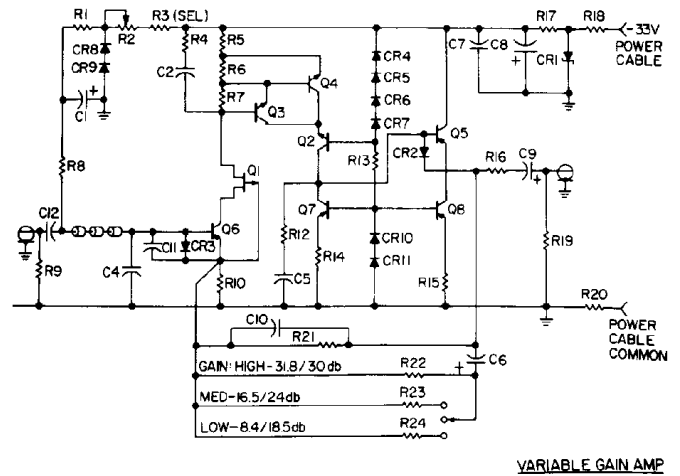 R1 R2 R3 (SEL) R4 R5 R17 R18 -33V
POWER
CABLE
CR8 CR9 C2 R6 R7 Q4 Q3 CR4 CR5 CR6 CR7 C7 C8 + CR1
C1 +
Q2 Q5 CR2 R13 R16 C9 +
R8 Q1
C12 Q6 R12 Q7 Q8
R9 C4 C11 CR3 R10 C5 R14 CR10 CR11 R15 R19
R20
POWER
CABLE
COMMON
C10
R21
C6 +
GAIN: HIGH-31.8/30db R22
MED-16.5/24db R23
LOW-8.4/18.5db R24
VARIABLE GAIN AMP